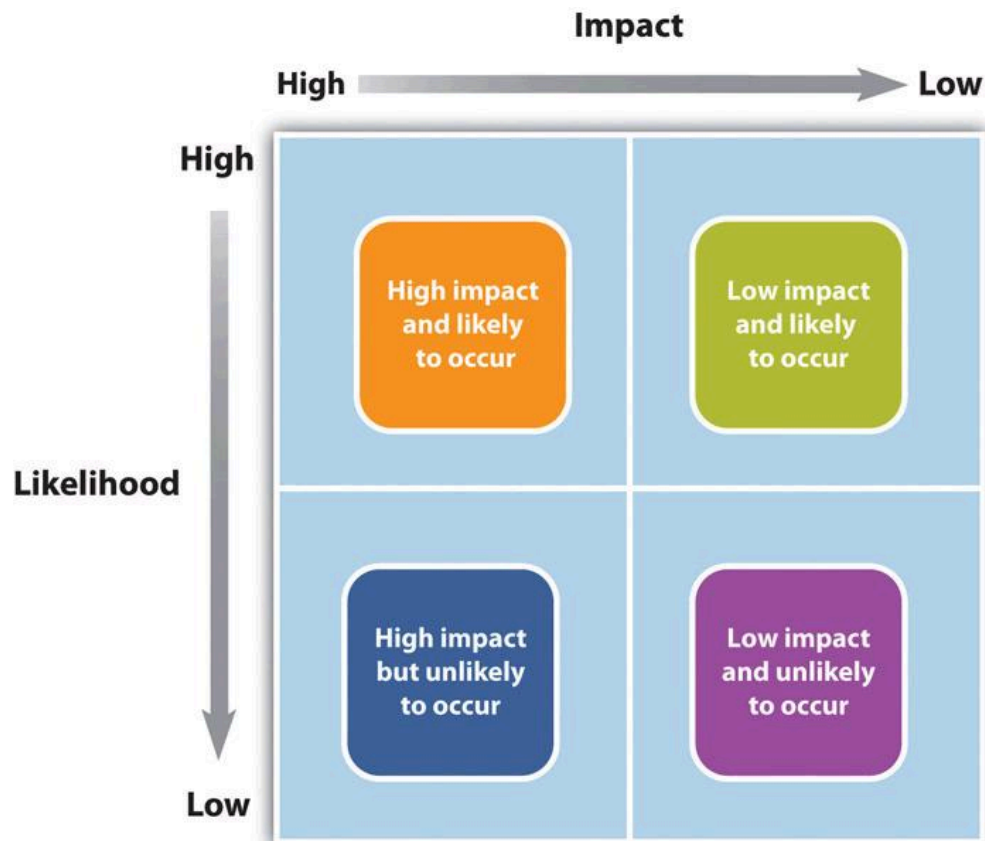 Impact
High
Low
High
High impact
and likely
to occur
Low impact
and likely
to occur
Likelihood
High impact
but unlikely
to occur
Low impact
and unlikely
to occur
Low